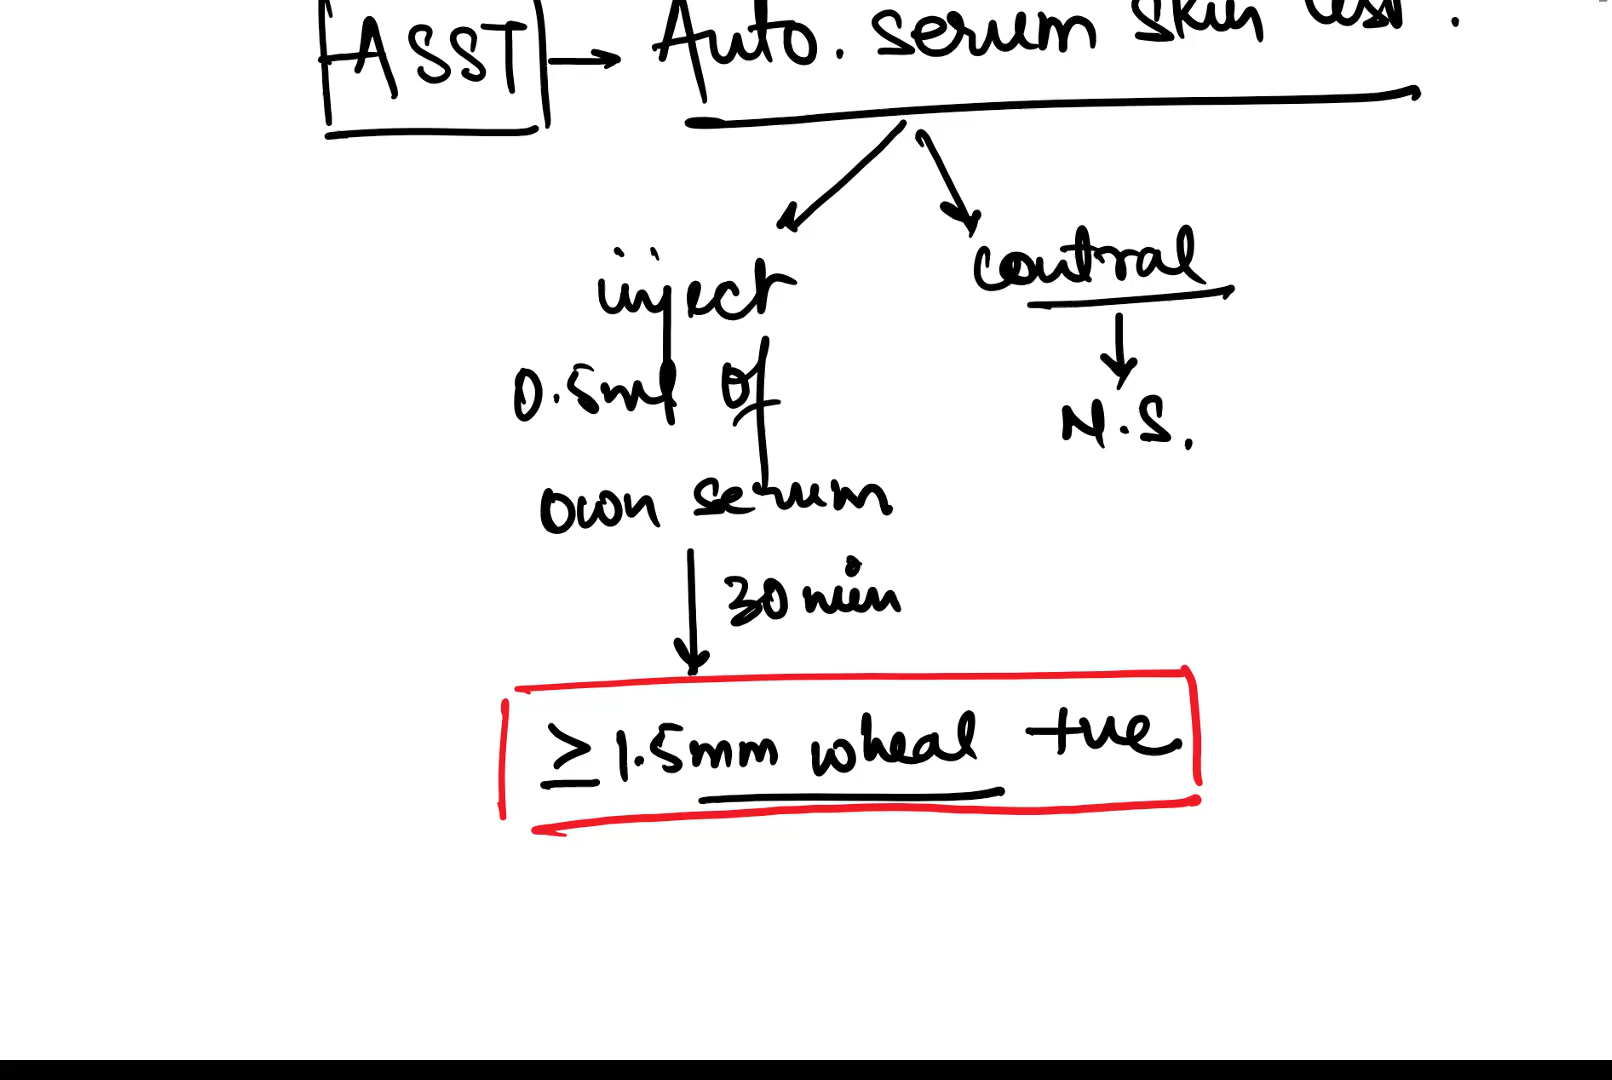 ASST → Auto. serum skin test.
inject
control
0.5ml of
N.S.
own serum
30 min
≥ 1.5mm wheal +ve